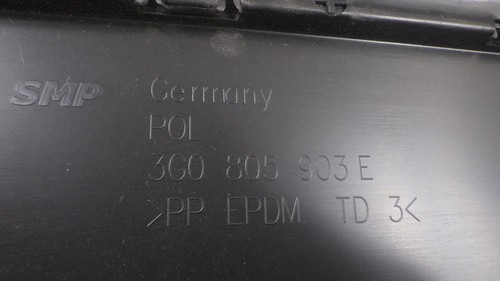 SMP Germany
POL
3G0 805 903 E
>PP EPDM TD 3<